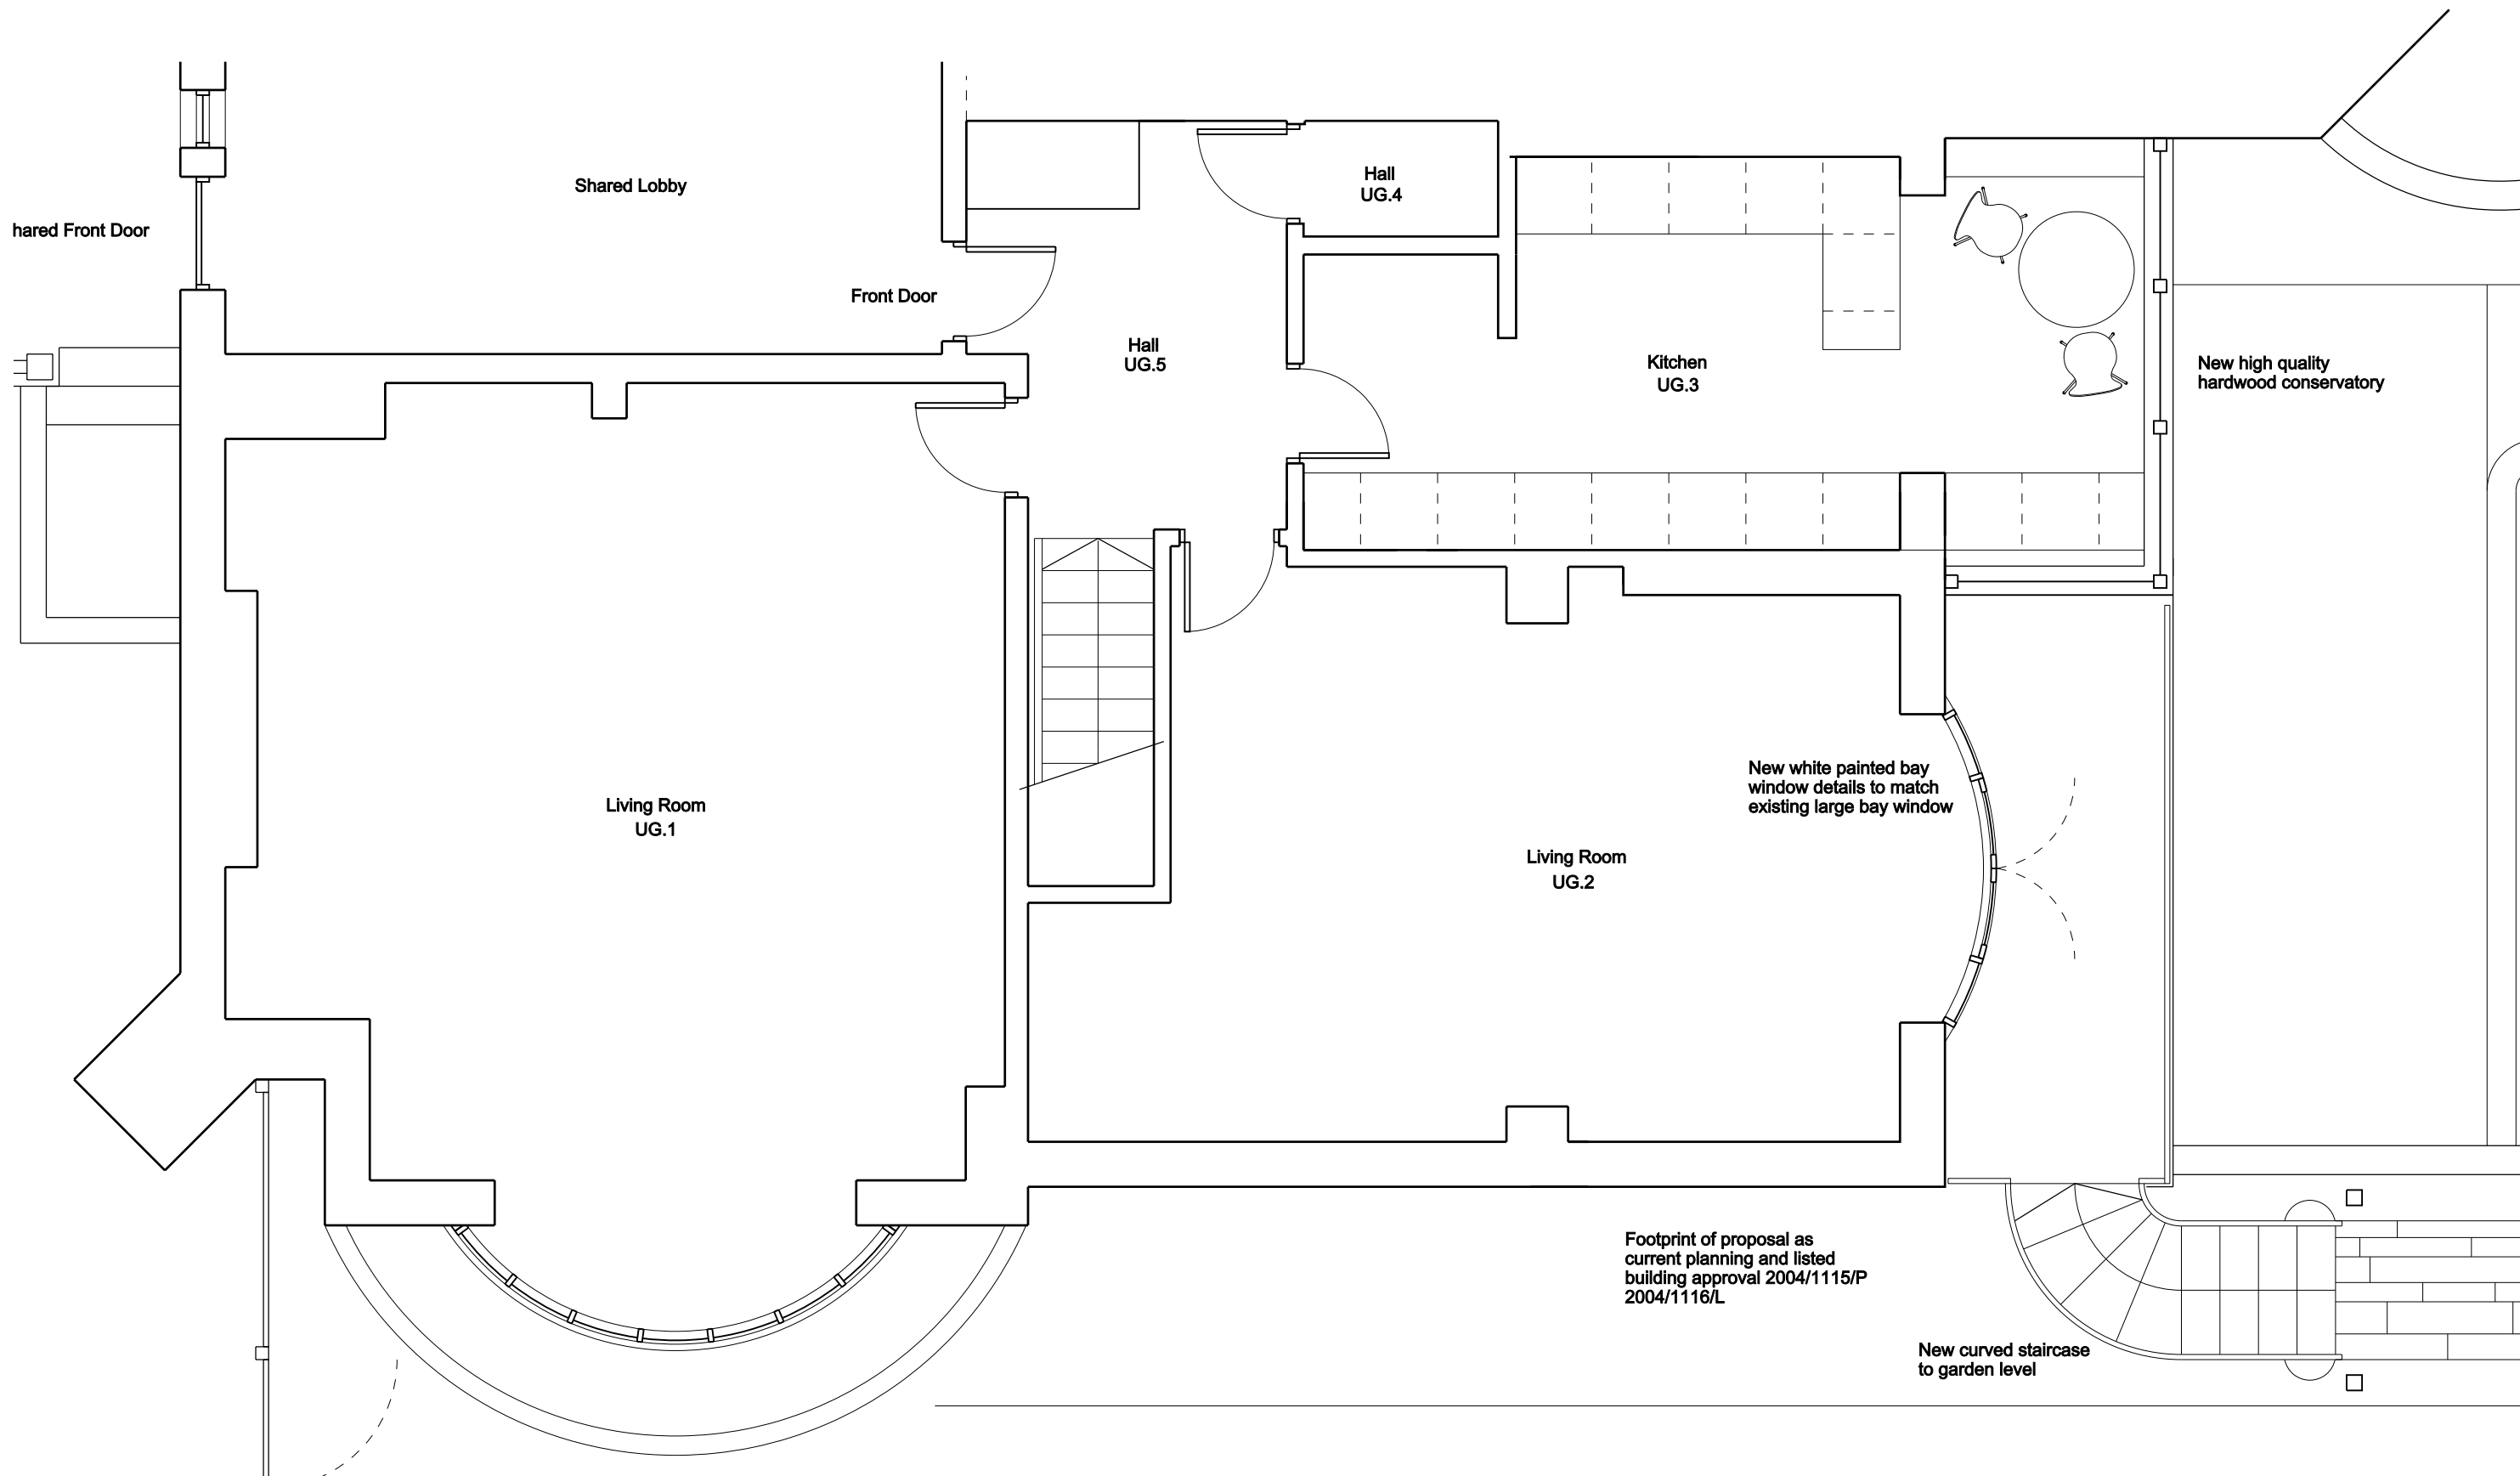 Shared Lobby
hared Front Door
Front Door
Hall
UG.4
Hall
UG.5
Kitchen
UG.3
New high quality
hardwood conservatory
Living Room
UG.1
New white painted bay
window details to match
existing large bay window
Living Room
UG.2
Footprint of proposal as
current planning and listed
building approval 2004/1115/P
2004/1116/L
New curved staircase
to garden level